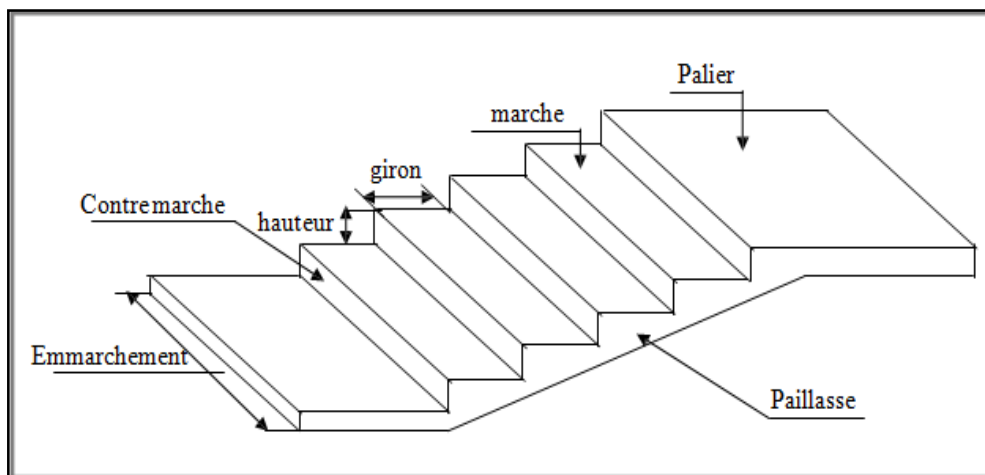 Palier
marche
giron
Contremarche
hauteur
Emmarchement
Paillasse